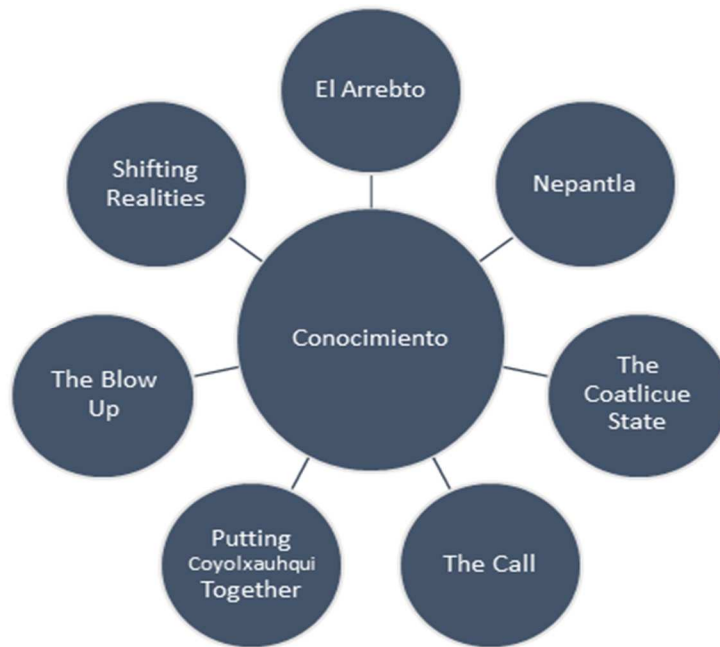 El Arrebto
Nepantla
The
Coatlicue
State
The Call
Putting
Coyolxauhqui
Together
The Blow
Up
Shifting
Realities
Conocimiento